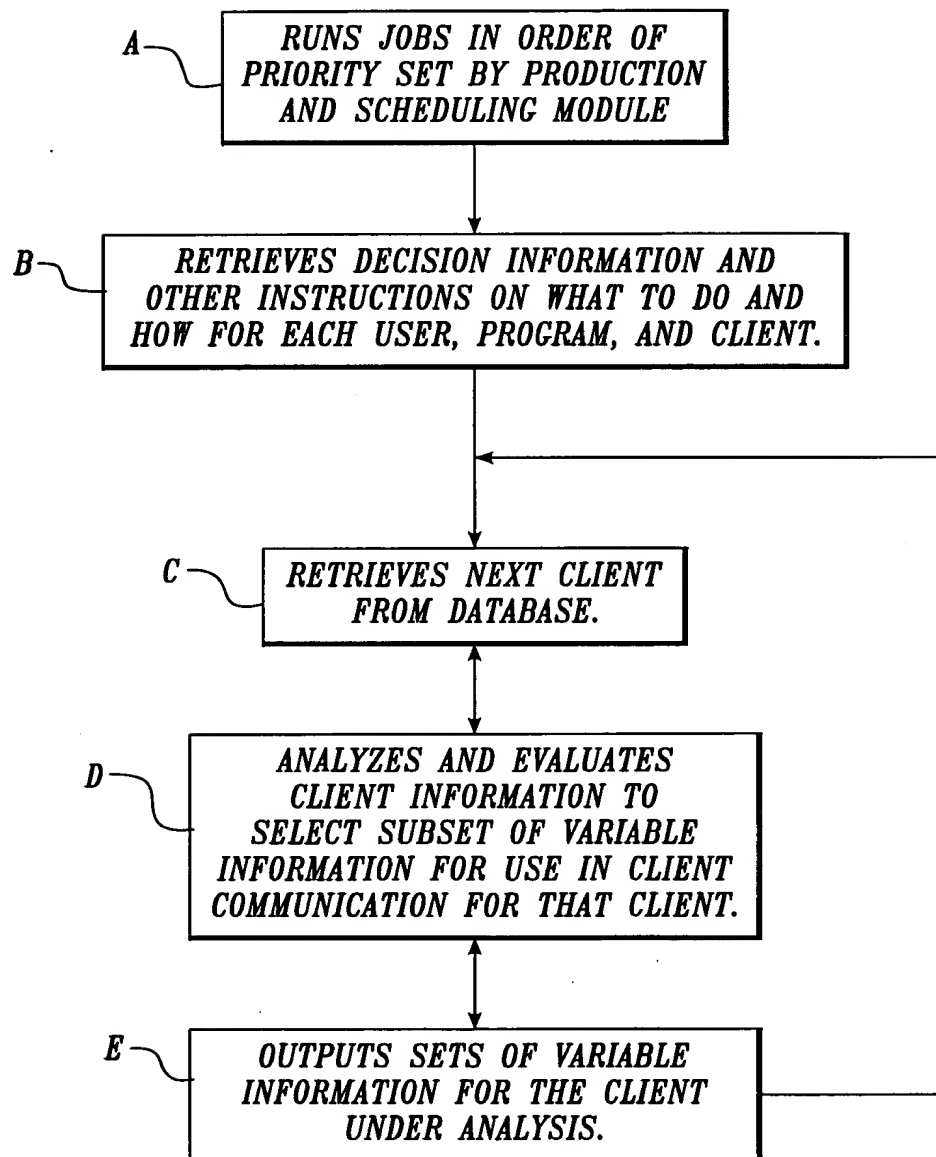 A
RUNS JOBS IN ORDER OF
PRIORITY SET BY PRODUCTION
AND SCHEDULING MODULE
B
RETRIEVES DECISION INFORMATION AND
OTHER INSTRUCTIONS ON WHAT TO DO AND
HOW FOR EACH USER, PROGRAM, AND CLIENT.
C
RETRIEVES NEXT CLIENT
FROM DATABASE.
D
ANALYZES AND EVALUATES
CLIENT INFORMATION TO
SELECT SUBSET OF VARIABLE
INFORMATION FOR USE IN CLIENT
COMMUNICATION FOR THAT CLIENT.
E
OUTPUTS SETS OF VARIABLE
INFORMATION FOR THE CLIENT
UNDER ANALYSIS.